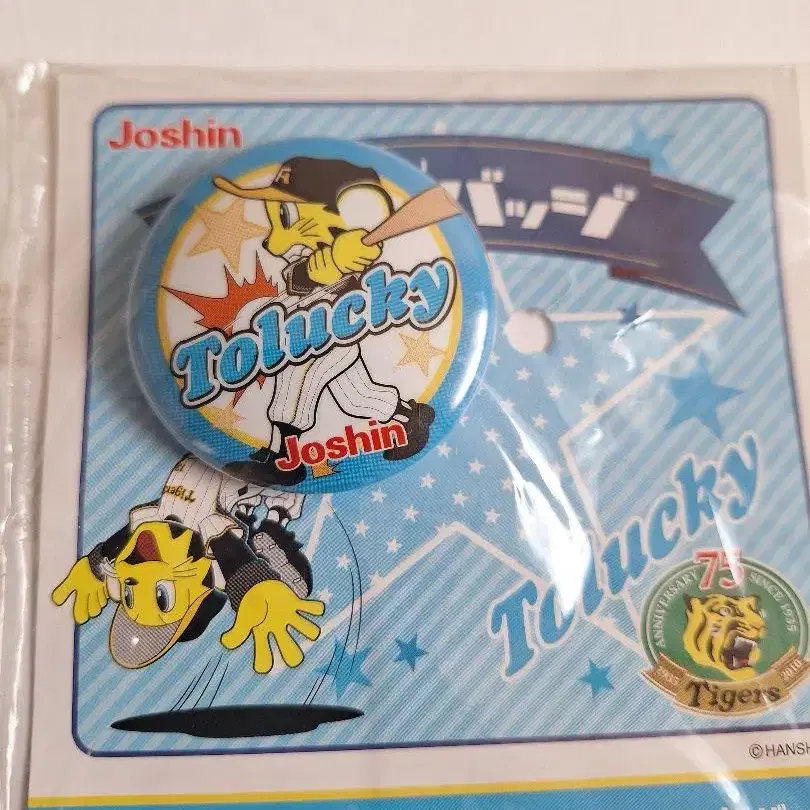 Joshin
バッジ
Tolucky
Joshin
Tigers
Tolucky
75
ANNIVERSARY SINCE 1935
1935 2010
Tigers
©HANSH